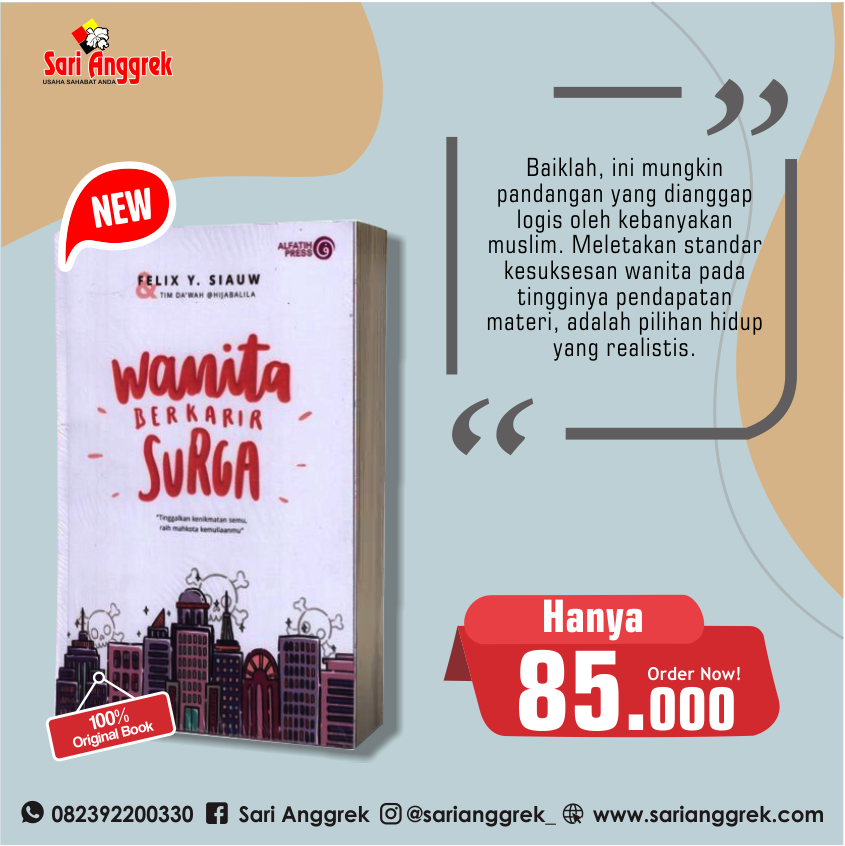 Sari Anggrek
USAHA SAHABAT ANDA
NEW
ALFATIH
PRESS
FELIX Y. SIAUW
& TIM DA'WAH @HIJABALILA
wanita
BERKARIR
SURGA
"Tinggalkan kenikmatan semu,
raih mahkota kemuliaanmu"
100%
Original Book
Baiklah, ini mungkin
pandangan yang dianggap
logis oleh kebanyakan
muslim. Meletakan standar
kesuksesan wanita pada
tingginya pendapatan
materi, adalah pilihan hidup
yang realistis.
Hanya
Order Now!
85.000
082392200330 Sari Anggrek @sarianggrek_ www.sarianggrek.com